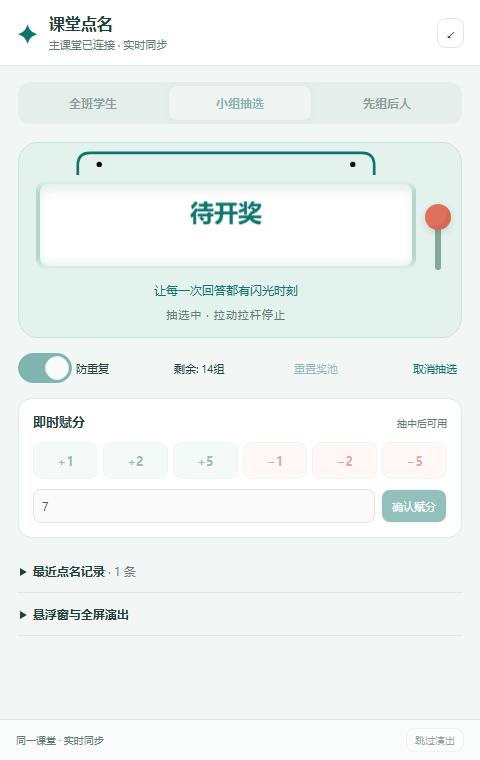 课堂点名
主课堂已连接 · 实时同步
全班学生 小组抽选 先组后人
待开奖
让每一次回答都有闪光时刻
抽选中 · 拉动拉杆停止
防重复 剩余: 14组 重置奖池 取消抽选
即时赋分 抽中后可用
+1 +2 +5 −1 −2 −5
7 确认赋分
最近点名记录 · 1 条
悬浮窗与全屏演出
同一课堂 · 实时同步 跳过演出